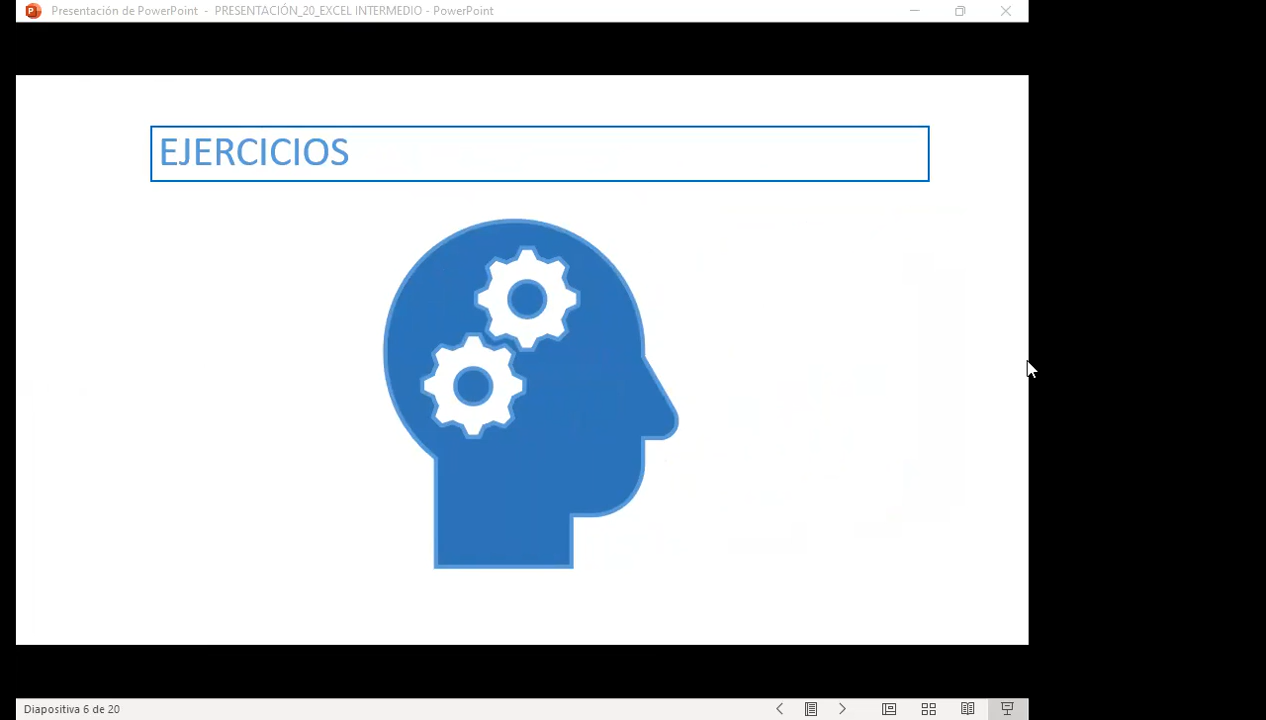 Presentación de PowerPoint - PRESENTACIÓN_20_EXCEL INTERMEDIO - PowerPoint
EJERCICIOS
Diapositiva 6 de 20